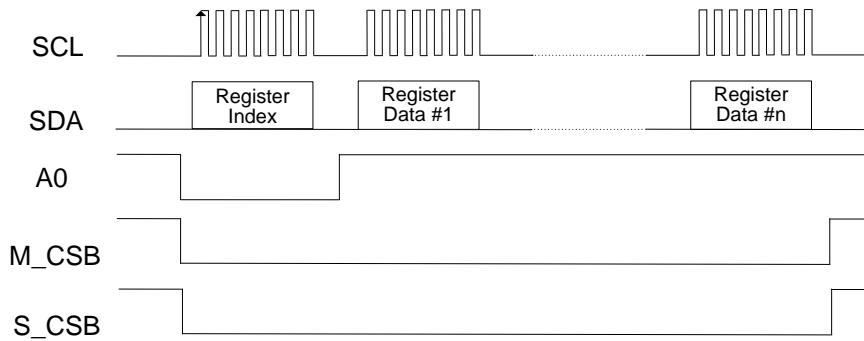 SCL
SDA
Register
Index
Register
Data #1
Register
Data #n
A0
M_CSB
S_CSB